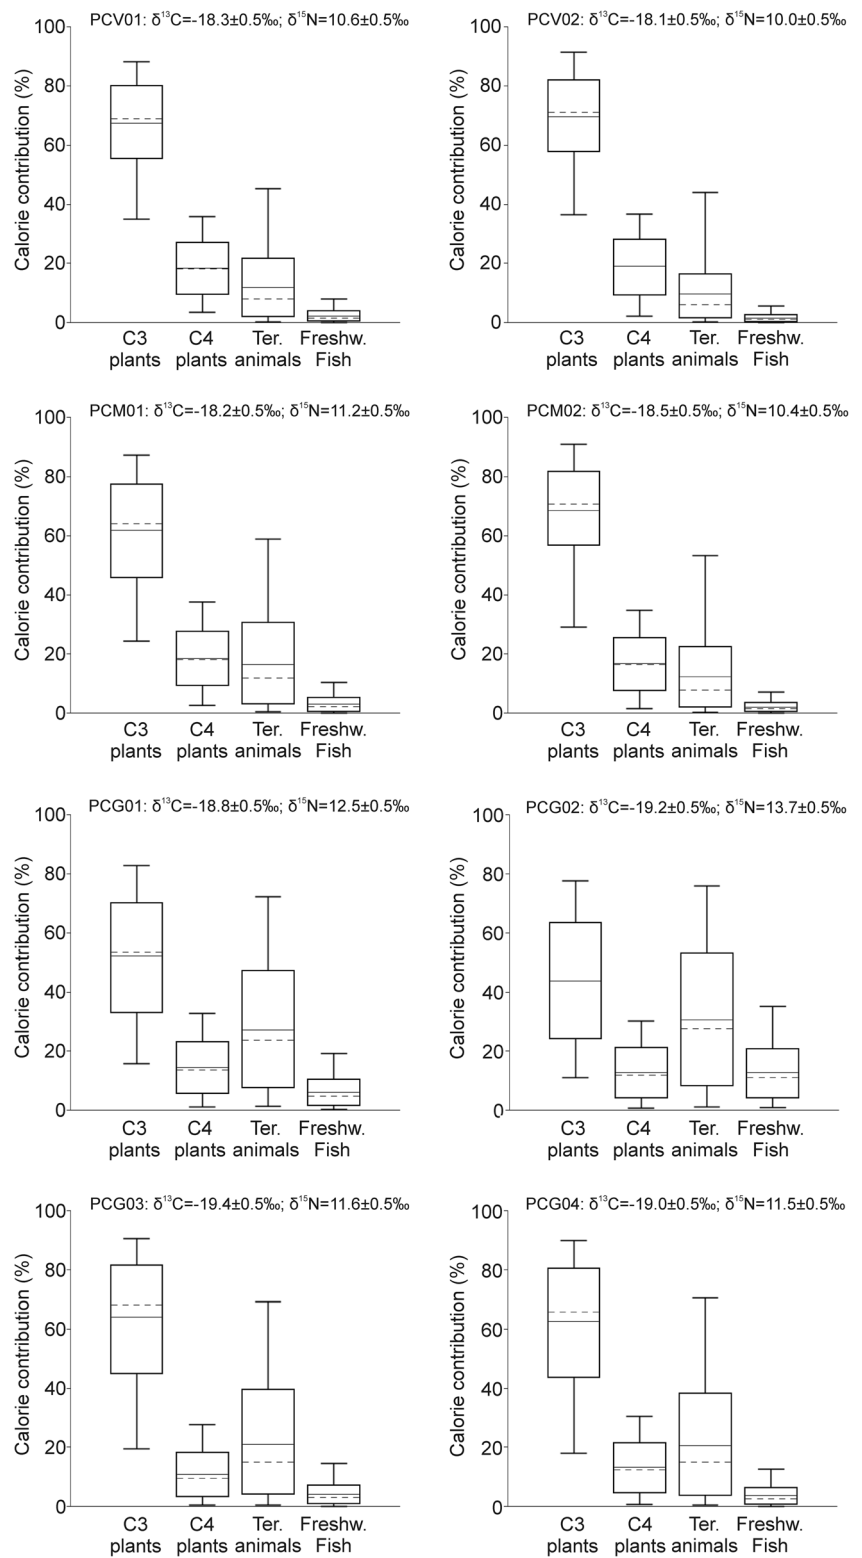 PCV01: δ¹³C=-18.3±0.5‰; δ¹⁵N=10.6±0.5‰
Calorie contribution (%)
100
80
60
40
20
0
C3 plants
C4 plants
Ter. animals
Freshw. Fish
PCV02: δ¹³C=-18.1±0.5‰; δ¹⁵N=10.0±0.5‰
Calorie contribution (%)
100
80
60
40
20
0
C3 plants
C4 plants
Ter. animals
Freshw. Fish
PCM01: δ¹³C=-18.2±0.5‰; δ¹⁵N=11.2±0.5‰
Calorie contribution (%)
100
80
60
40
20
0
C3 plants
C4 plants
Ter. animals
Freshw. Fish
PCM02: δ¹³C=-18.5±0.5‰; δ¹⁵N=10.4±0.5‰
Calorie contribution (%)
100
80
60
40
20
0
C3 plants
C4 plants
Ter. animals
Freshw. Fish
PCG01: δ¹³C=-18.8±0.5‰; δ¹⁵N=12.5±0.5‰
Calorie contribution (%)
100
80
60
40
20
0
C3 plants
C4 plants
Ter. animals
Freshw. Fish
PCG02: δ¹³C=-19.2±0.5‰; δ¹⁵N=13.7±0.5‰
Calorie contribution (%)
100
80
60
40
20
0
C3 plants
C4 plants
Ter. animals
Freshw. Fish
PCG03: δ¹³C=-19.4±0.5‰; δ¹⁵N=11.6±0.5‰
Calorie contribution (%)
100
80
60
40
20
0
C3 plants
C4 plants
Ter. animals
Freshw. Fish
PCG04: δ¹³C=-19.0±0.5‰; δ¹⁵N=11.5±0.5‰
Calorie contribution (%)
100
80
60
40
20
0
C3 plants
C4 plants
Ter. animals
Freshw. Fish